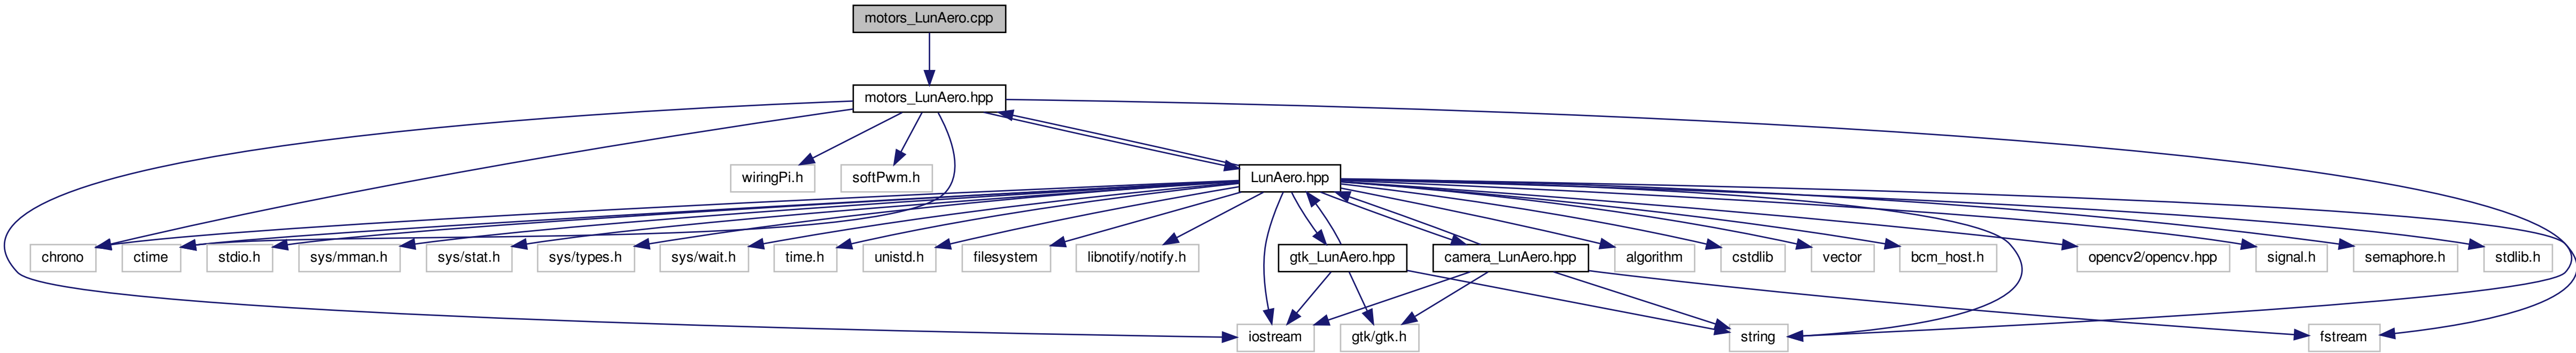 motors_LunAero.cpp
motors_LunAero.hpp
wiringPi.h
softPwm.h
LunAero.hpp
chrono
ctime
stdio.h
sys/mman.h
sys/stat.h
sys/types.h
sys/wait.h
time.h
unistd.h
filesystem
libnotify/notify.h
gtk_LunAero.hpp
camera_LunAero.hpp
algorithm
cstdlib
vector
bcm_host.h
opencv2/opencv.hpp
signal.h
semaphore.h
stdlib.h
iostream
gtk/gtk.h
string
fstream